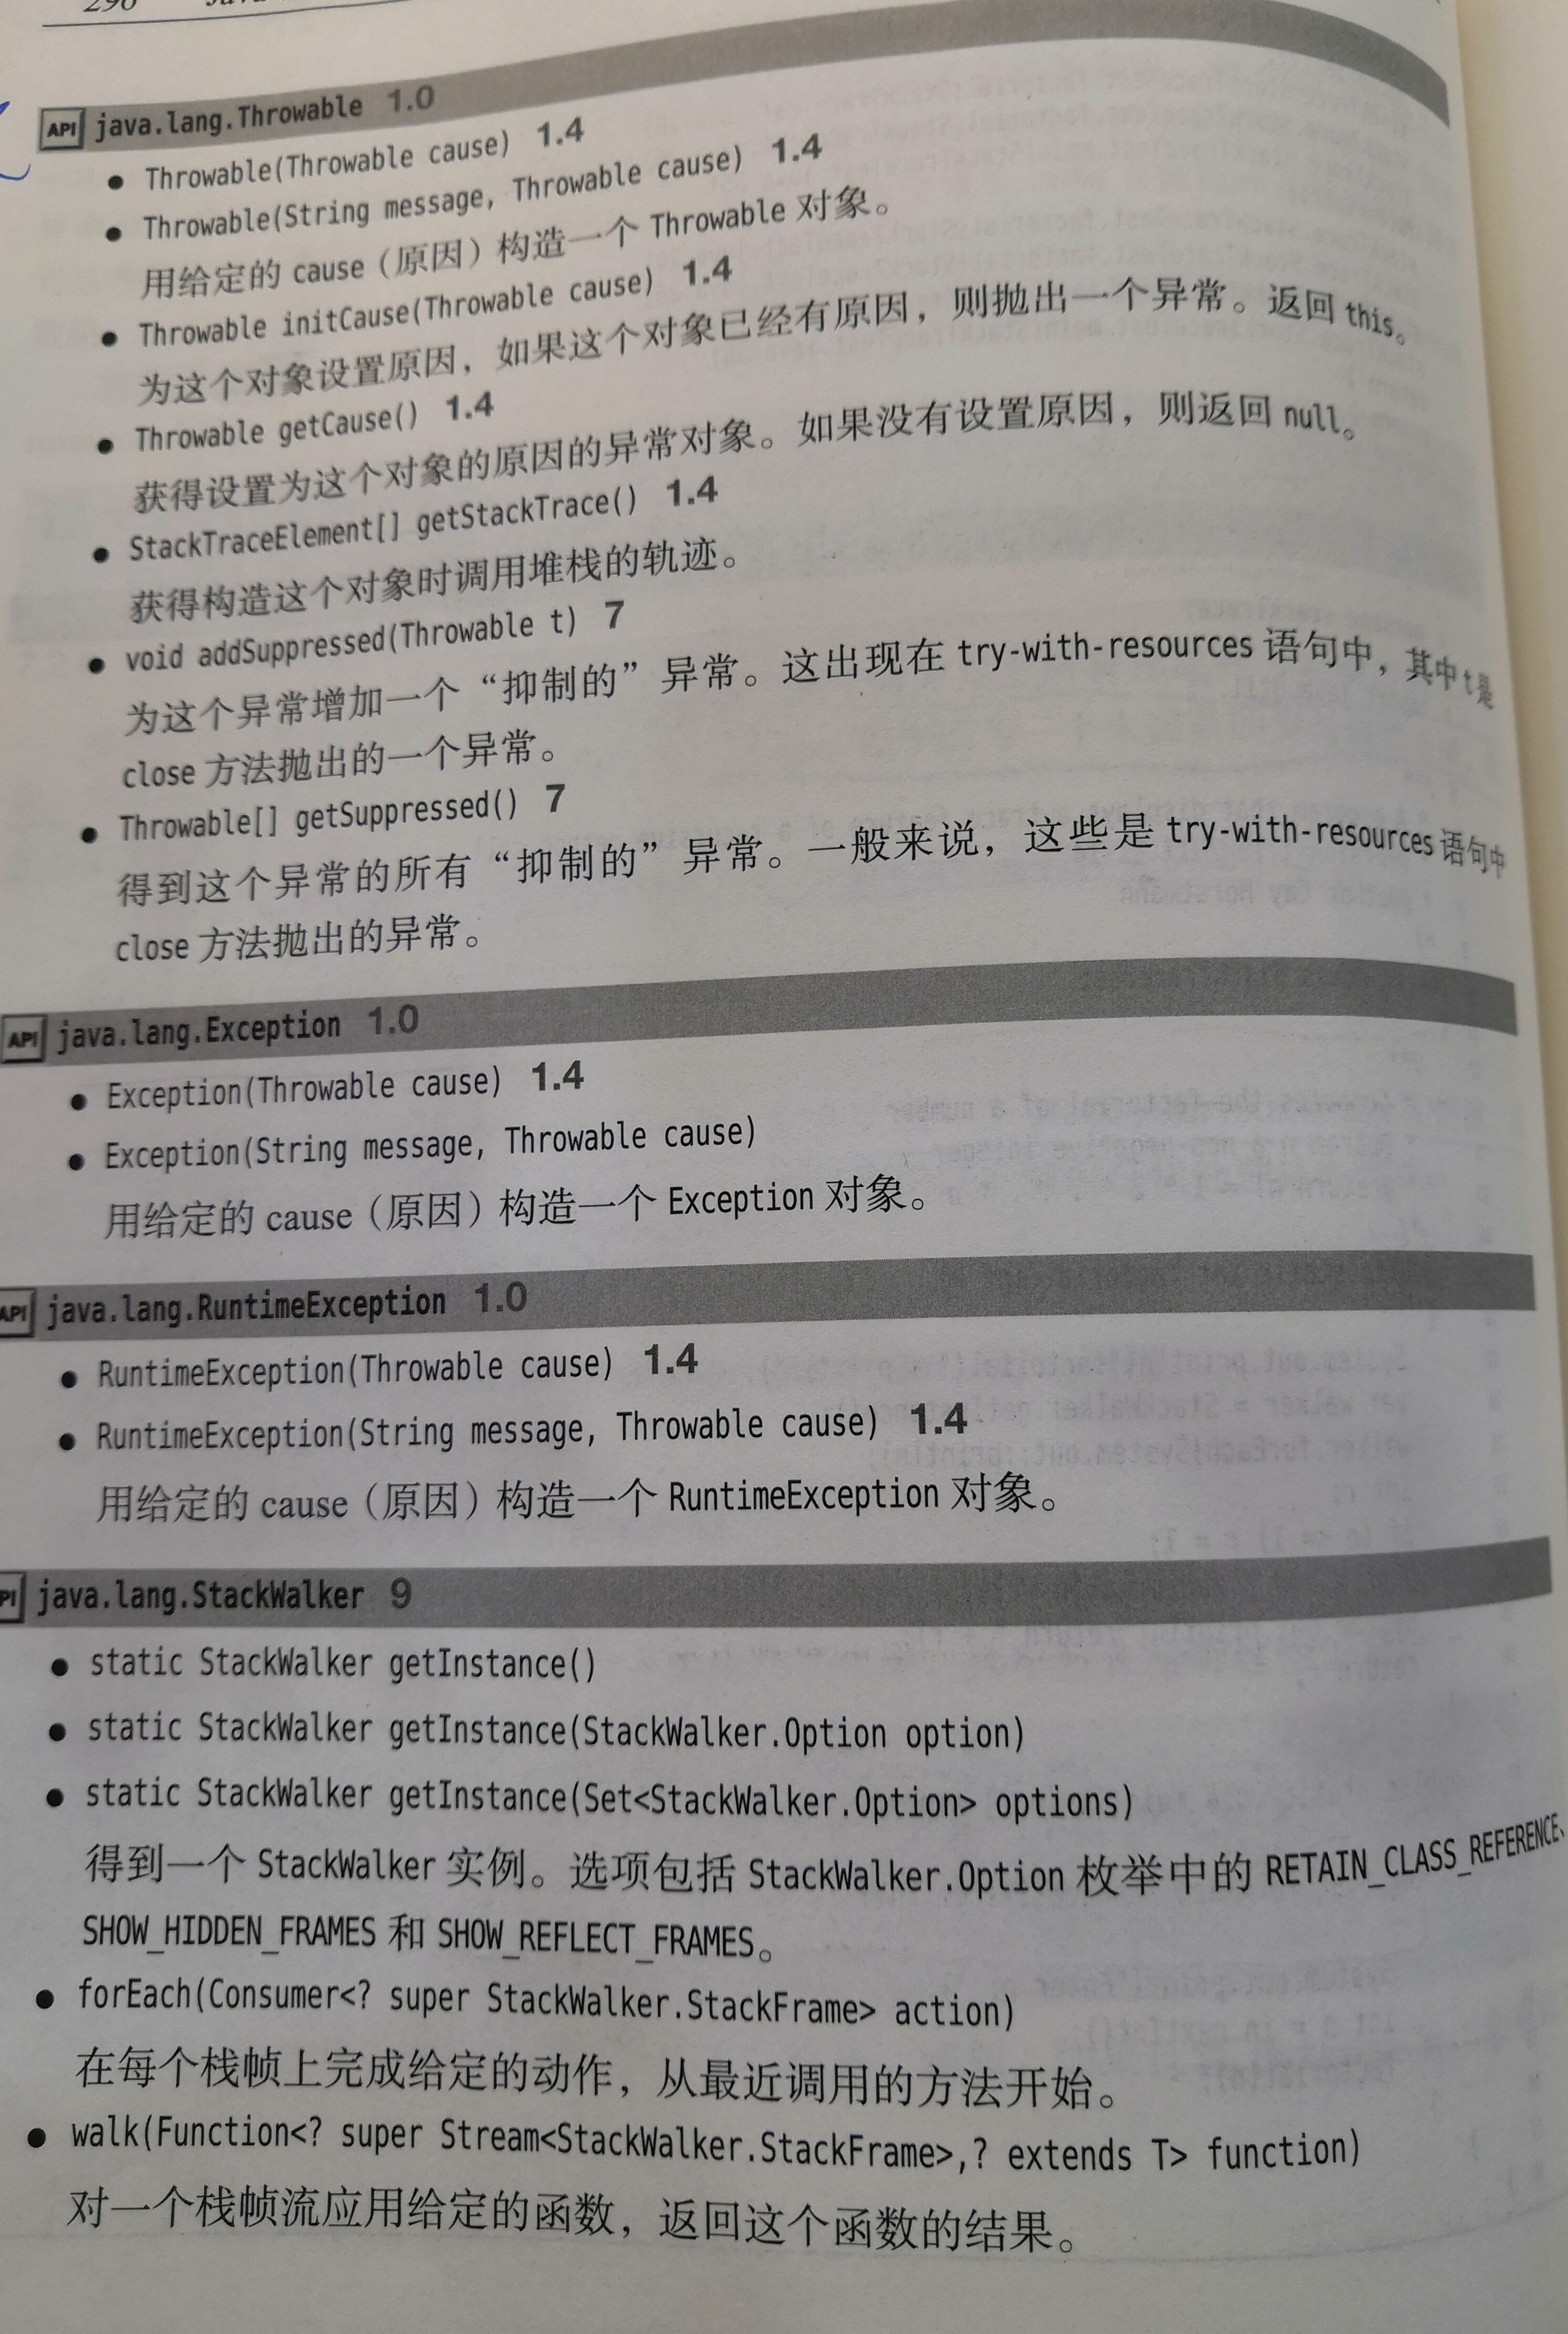 API java.lang.Throwable 1.0
• Throwable(Throwable cause) 1.4
• Throwable(String message, Throwable cause) 1.4
用给定的 cause（原因）构造一个 Throwable 对象。
• Throwable initCause(Throwable cause) 1.4
为这个对象设置原因，如果这个对象已经有原因，则抛出一个异常。返回 this。
• Throwable getCause() 1.4
获得设置为这个对象的原因的异常对象。如果没有设置原因，则返回 null。
• StackTraceElement[] getStackTrace() 1.4
获得构造这个对象时调用堆栈的轨迹。
• void addSuppressed(Throwable t) 7
为这个异常增加一个“抑制的”异常。这出现在 try-with-resources 语句中，其中 t 是
close 方法抛出的一个异常。
• Throwable[] getSuppressed() 7
得到这个异常的所有“抑制的”异常。一般来说，这些是 try-with-resources 语句中
close 方法抛出的异常。
API java.lang.Exception 1.0
• Exception(Throwable cause) 1.4
• Exception(String message, Throwable cause)
用给定的 cause（原因）构造一个 Exception 对象。
API java.lang.RuntimeException 1.0
• RuntimeException(Throwable cause) 1.4
• RuntimeException(String message, Throwable cause) 1.4
用给定的 cause（原因）构造一个 RuntimeException 对象。
PI java.lang.StackWalker 9
• static StackWalker getInstance()
• static StackWalker getInstance(StackWalker.Option option)
• static StackWalker getInstance(Set<StackWalker.Option> options)
得到一个 StackWalker 实例。选项包括 StackWalker.Option 枚举中的 RETAIN_CLASS_REFERENCE、
SHOW_HIDDEN_FRAMES 和 SHOW_REFLECT_FRAMES。
• forEach(Consumer<? super StackWalker.StackFrame> action)
在每个栈帧上完成给定的动作，从最近调用的方法开始。
• walk(Function<? super Stream<StackWalker.StackFrame>,? extends T> function)
对一个栈帧流应用给定的函数，返回这个函数的结果。